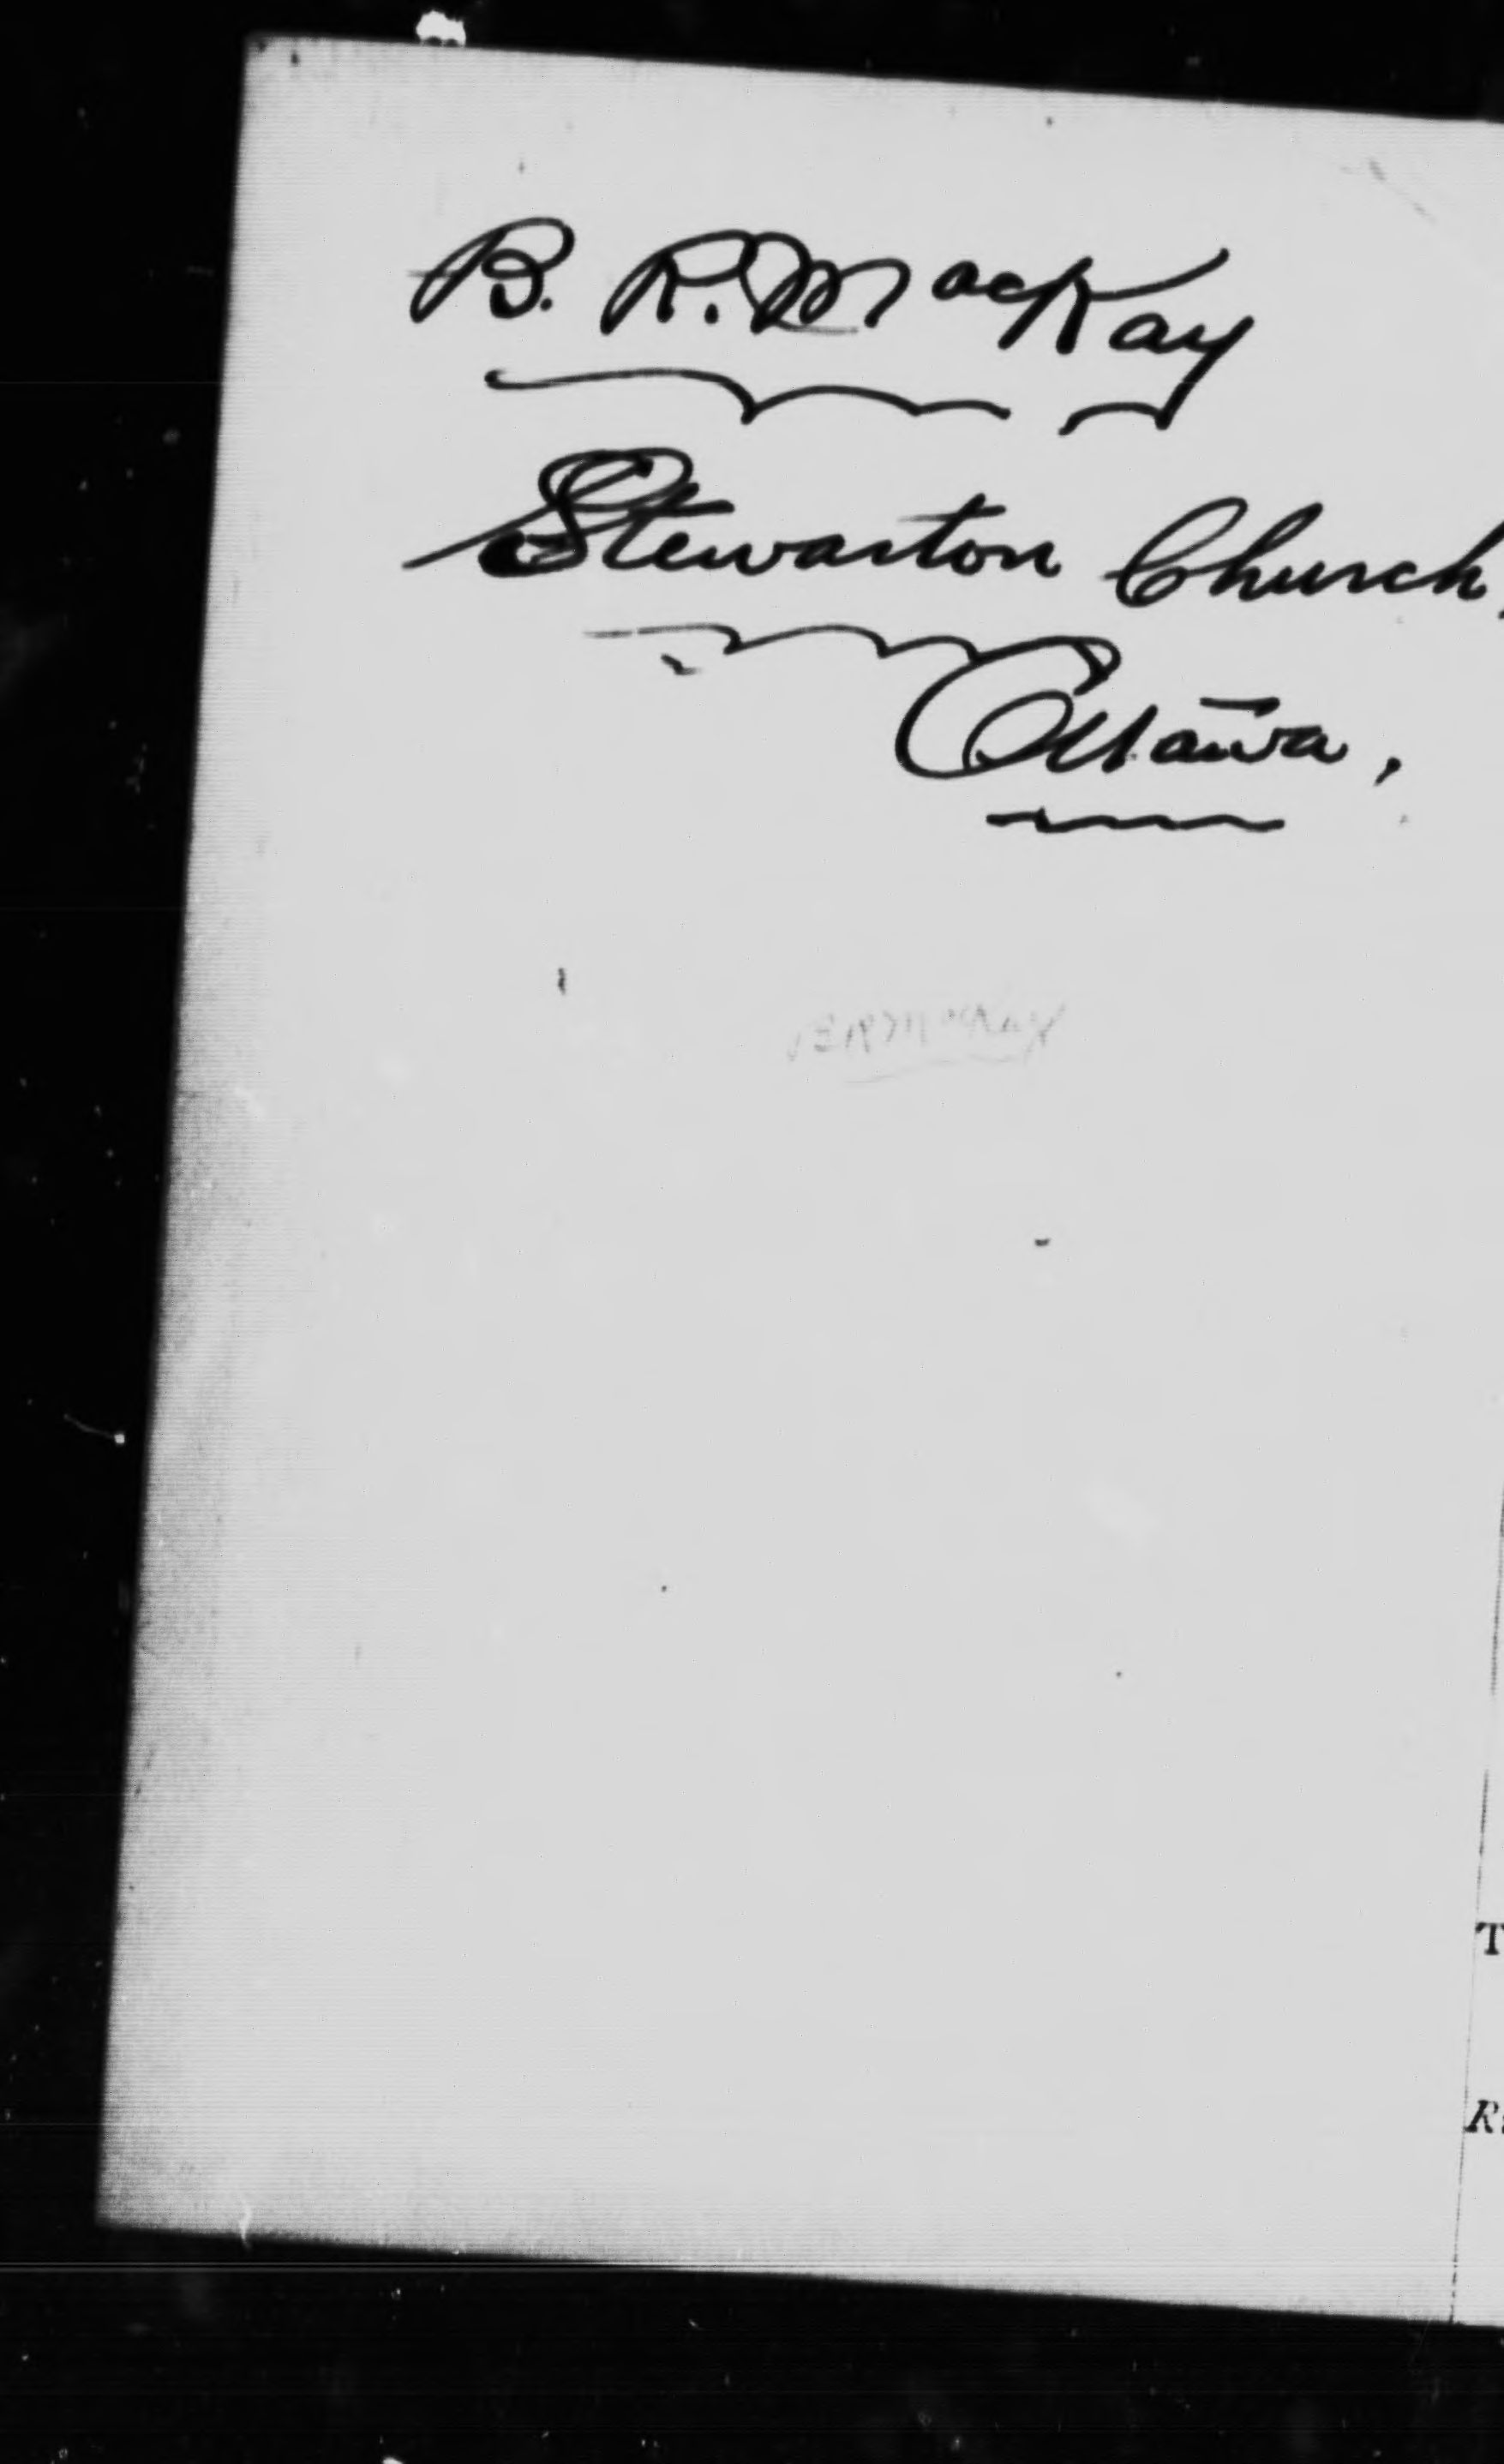 B. R. MacKay
Stewarton Church,
Ottawa,